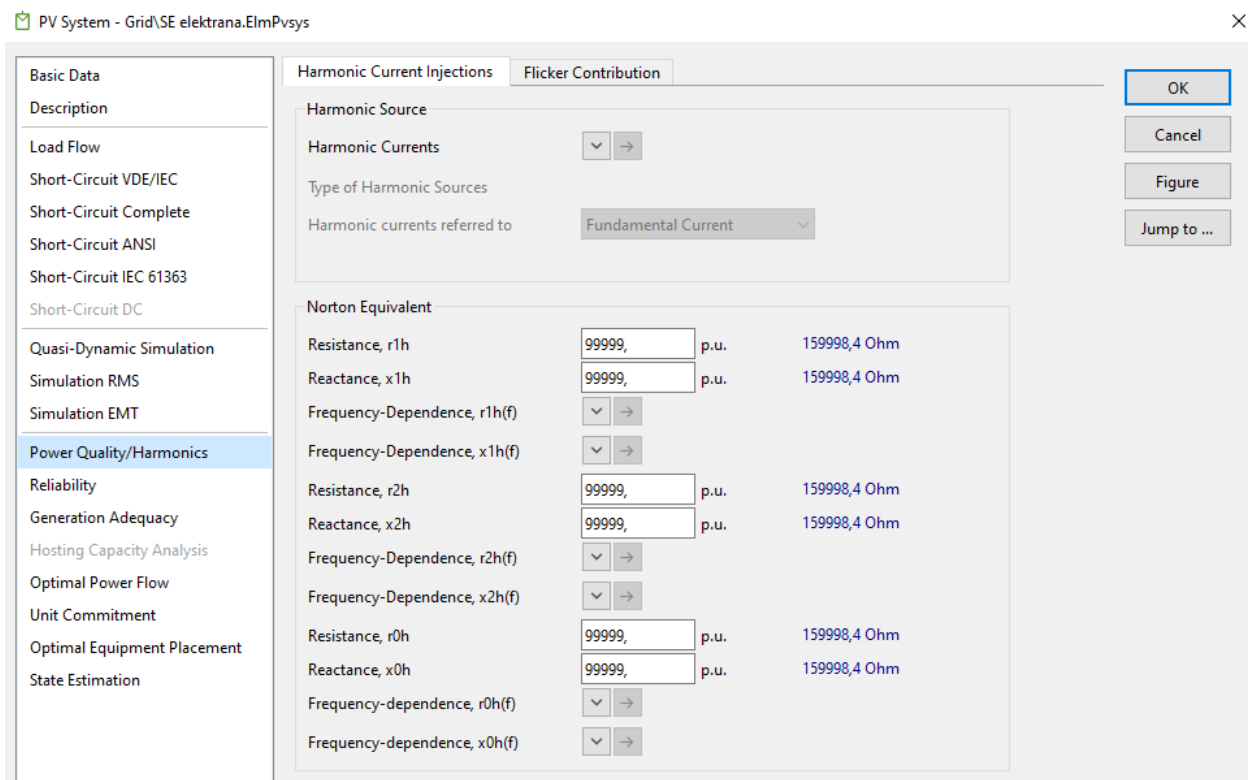 PV System - Grid\SE elektrana.ElmPvsys
Basic Data
Description
Load Flow
Short-Circuit VDE/IEC
Short-Circuit Complete
Short-Circuit ANSI
Short-Circuit IEC 61363
Short-Circuit DC
Quasi-Dynamic Simulation
Simulation RMS
Simulation EMT
Power Quality/Harmonics
Reliability
Generation Adequacy
Hosting Capacity Analysis
Optimal Power Flow
Unit Commitment
Optimal Equipment Placement
State Estimation
Harmonic Current Injections Flicker Contribution
Harmonic Source
Harmonic Currents
Type of Harmonic Sources
Harmonic currents referred to Fundamental Current
Norton Equivalent
Resistance, r1h 99999, p.u. 159998,4 Ohm
Reactance, x1h 99999, p.u. 159998,4 Ohm
Frequency-Dependence, r1h(f)
Frequency-Dependence, x1h(f)
Resistance, r2h 99999, p.u. 159998,4 Ohm
Reactance, x2h 99999, p.u. 159998,4 Ohm
Frequency-Dependence, r2h(f)
Frequency-Dependence, x2h(f)
Resistance, r0h 99999, p.u. 159998,4 Ohm
Reactance, x0h 99999, p.u. 159998,4 Ohm
Frequency-dependence, r0h(f)
Frequency-dependence, x0h(f)
OK
Cancel
Figure
Jump to ...